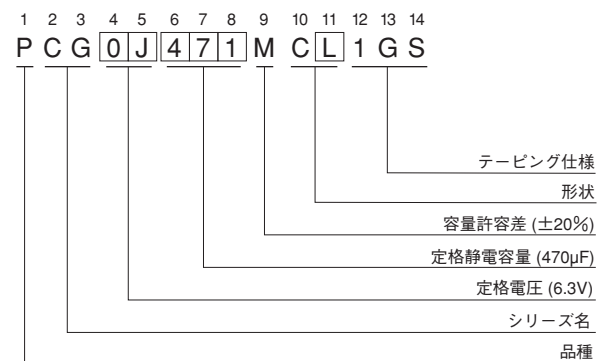 1 2 3 4 5 6 7 8 9 10 11 12 13 14
P C G 0 J 4 7 1 M C L 1 G S
テーピング仕様
形状
容量許容差 (±20%)
定格静電容量 (470µF)
定格電圧 (6.3V)
シリーズ名
品種